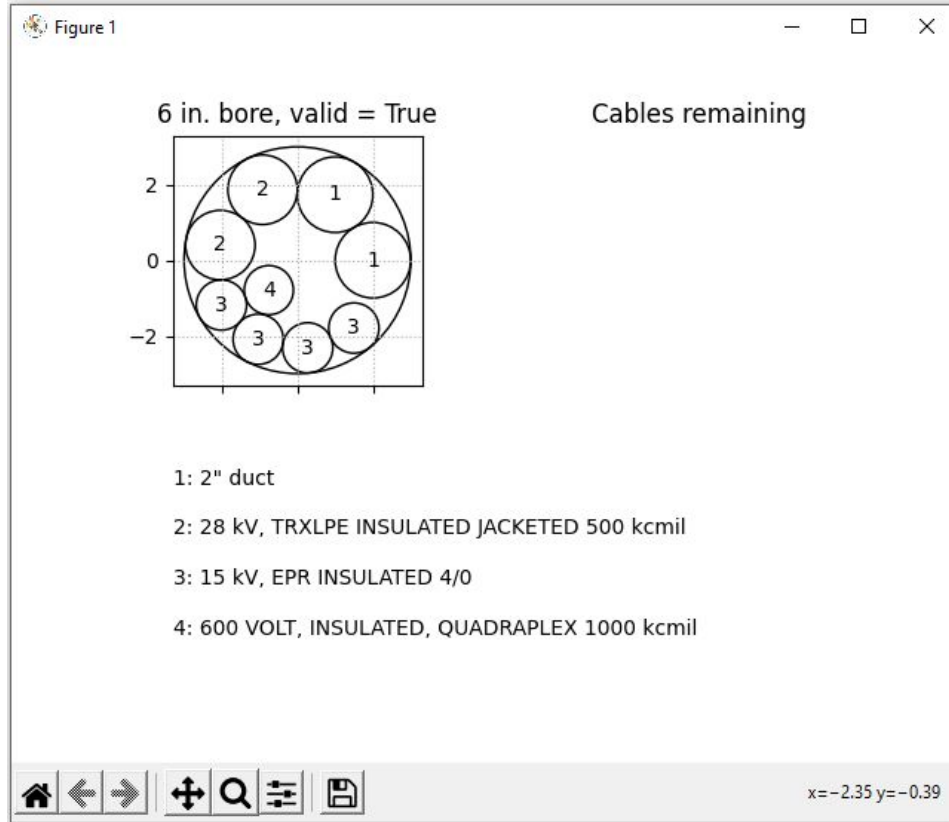 Figure 1
6 in. bore, valid = True
Cables remaining
2
0
−2
2
1
2
1
4
3
3
3
3
1: 2" duct
2: 28 kV, TRXLPE INSULATED JACKETED 500 kcmil
3: 15 kV, EPR INSULATED 4/0
4: 600 VOLT, INSULATED, QUADRAPLEX 1000 kcmil
x=−2.35 y=−0.39